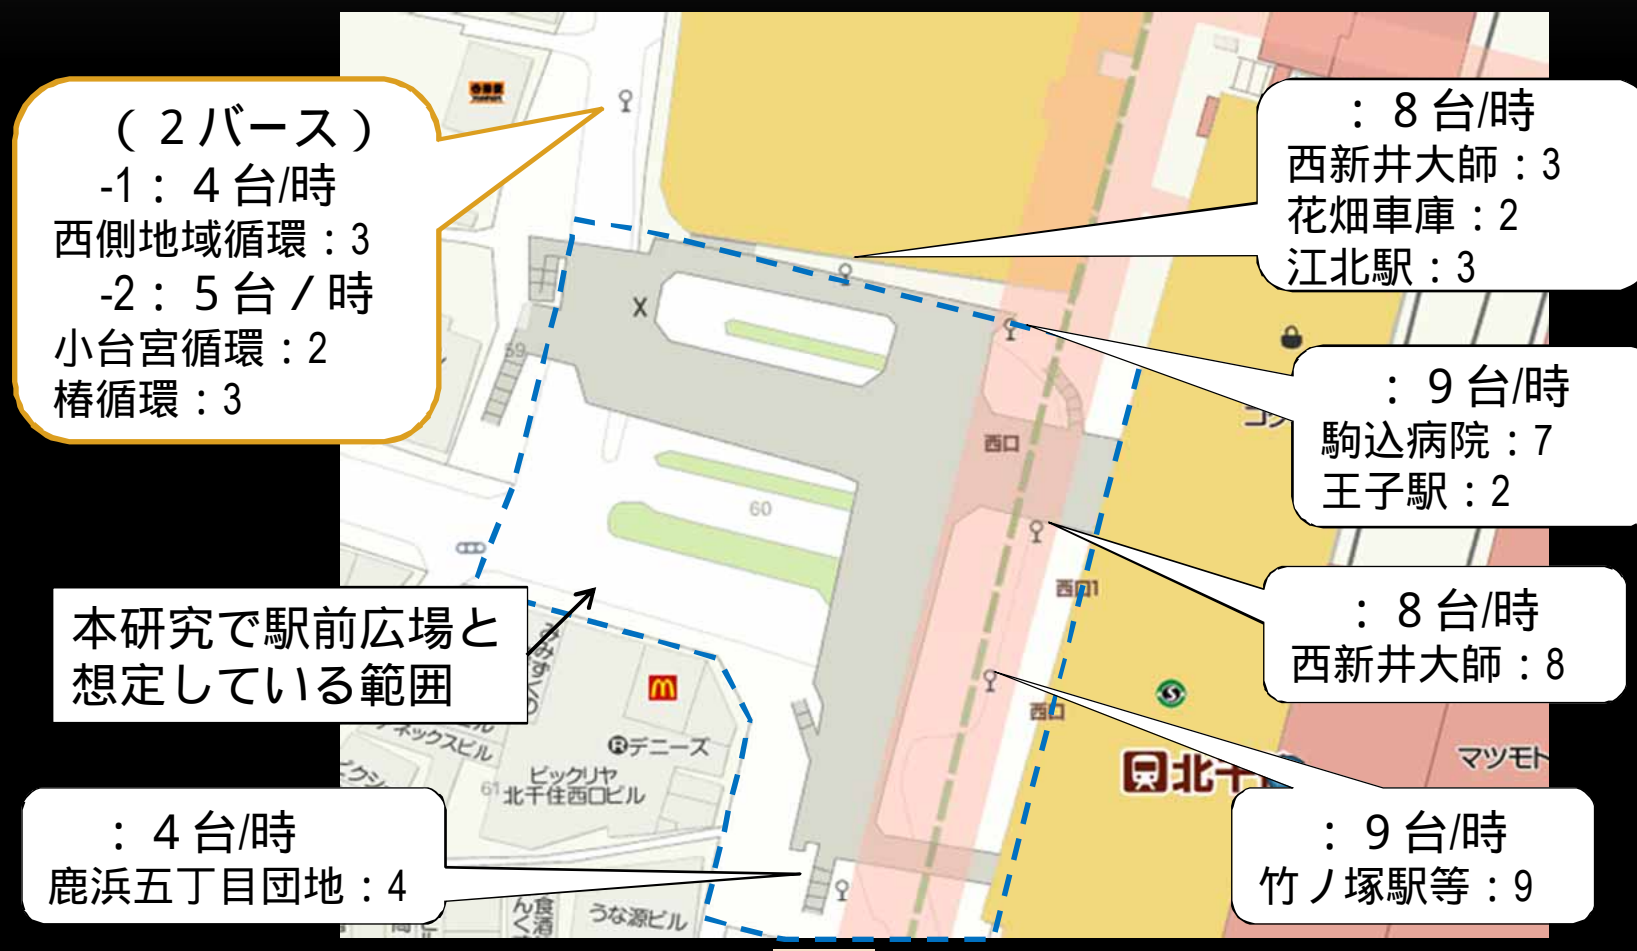 （２バース）
-1：４台/時
西側地域循環：3
-2：５台／時
小台宮循環：2
椿循環：3
：８台/時
西新井大師：3
花畑車庫：2
江北駅：3
：９台/時
駒込病院：7
王子駅：2
：８台/時
西新井大師：8
：９台/時
竹ノ塚駅等：9
：４台/時
鹿浜五丁目団地：4
本研究で駅前広場と
想定している範囲
吉野家
X
59
60
西口
西口1
西口
デニーズ
ビックリヤ
北千住西口ビル
61
うな源ビル
マツモト